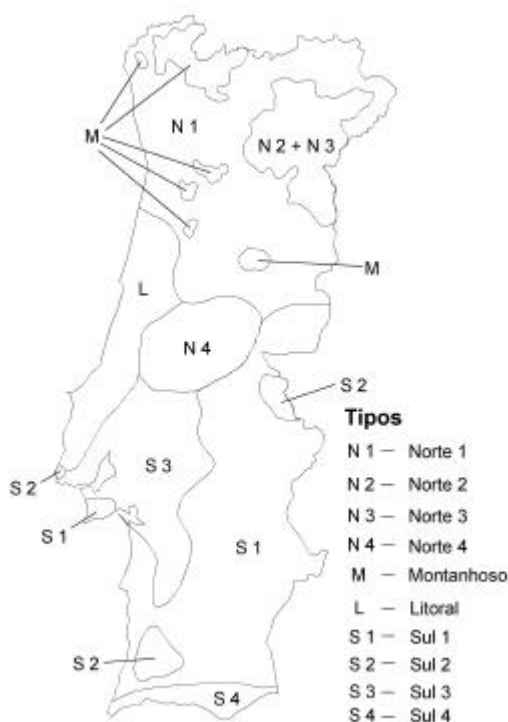 N 1
N 2 + N 3
M
M
L
N 4
S 2
S 3
S 2
S 1
S 1
S 2
S 4
Tipos
N 1 – Norte 1
N 2 – Norte 2
N 3 – Norte 3
N 4 – Norte 4
M – Montanhoso
L – Litoral
S 1 – Sul 1
S 2 – Sul 2
S 3 – Sul 3
S 4 – Sul 4